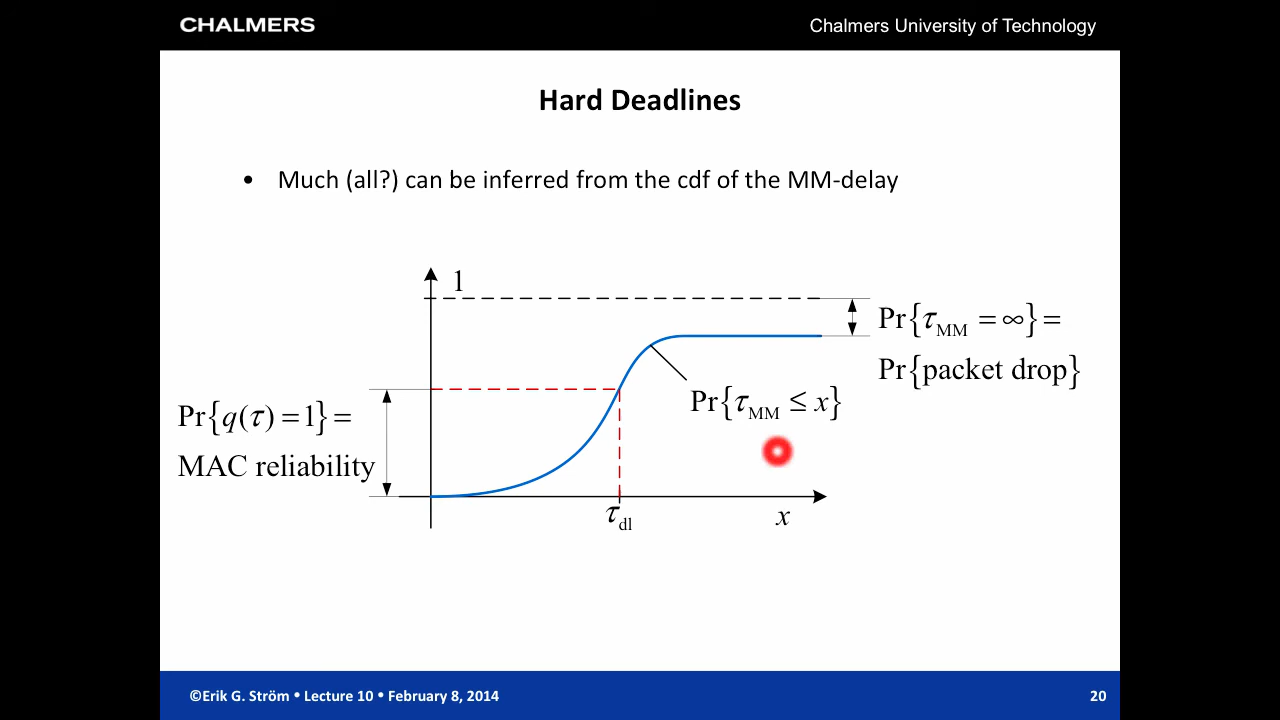 CHALMERS
Chalmers University of Technology
Hard Deadlines
• Much (all?) can be inferred from the cdf of the MM-delay
1
Pr{τ_MM = ∞} =
Pr{packet drop}
Pr{τ_MM ≤ x}
Pr{q(τ) = 1} =
MAC reliability
τ_dl
x
©Erik G. Ström • Lecture 10 • February 8, 2014
20